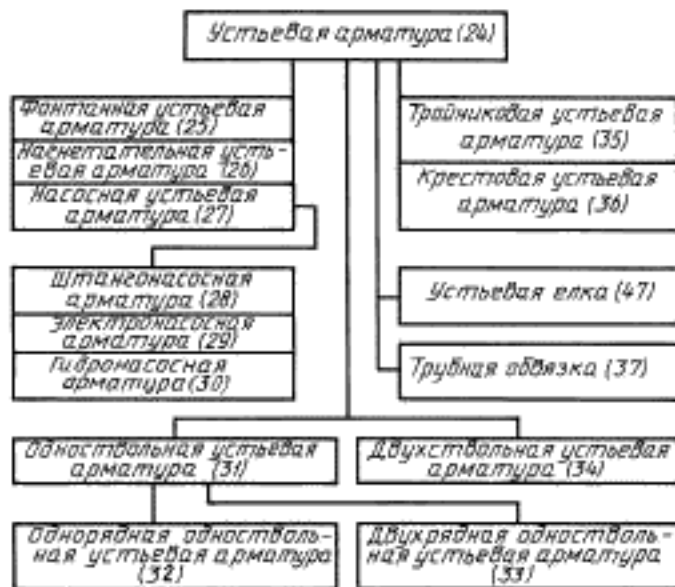 Устьевая арматура (24)
Фонтанная устьевая
арматура (25)
Нагнетательная усть-
евая арматура (26)
Насосная устьевая
арматура (27)
Тройниковая устьевая
арматура (35)
Крестовая устьевая
арматура (36)
Штангонасосная
арматура (28)
Электронасосная
арматура (29)
Гидронасосная
арматура (30)
Устьевая елка (47)
Трубная обвязка (37)
Одноствольная устьевая
арматура (31)
Двухствольная устьевая
арматура (34)
Однорядная одностволь-
ная устьевая арматура
(32)
Двухрядная одностволь-
ная устьевая арматура
(33)